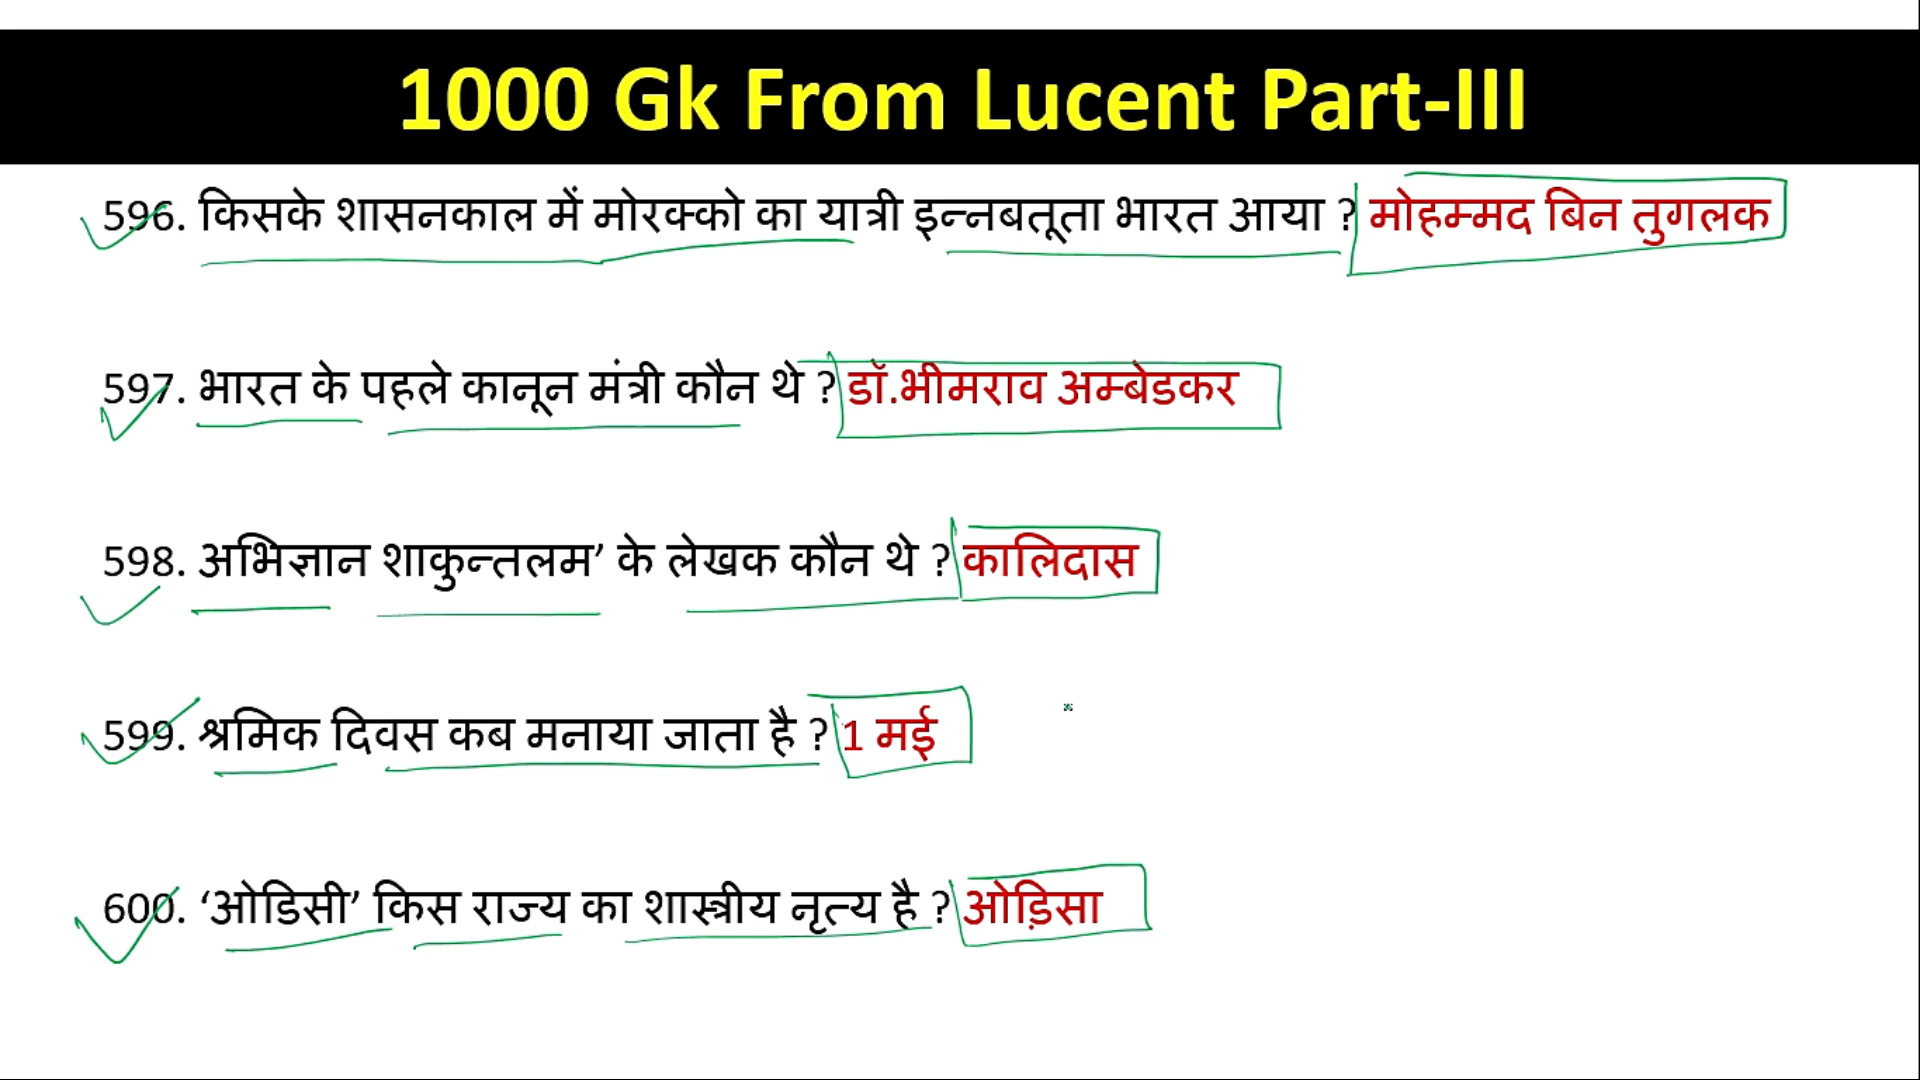 1000 Gk From Lucent Part-III
596. किसके शासनकाल में मोरक्को का यात्री इन्नबतूता भारत आया ? मोहम्मद बिन तुगलक
597. भारत के पहले कानून मंत्री कौन थे ? डॉ.भीमराव अम्बेडकर
598. अभिज्ञान शाकुन्तलम’ के लेखक कौन थे ? कालिदास
599. श्रमिक दिवस कब मनाया जाता है ? 1 मई
600. ‘ओडिसी’ किस राज्य का शास्त्रीय नृत्य है ? ओड़िसा